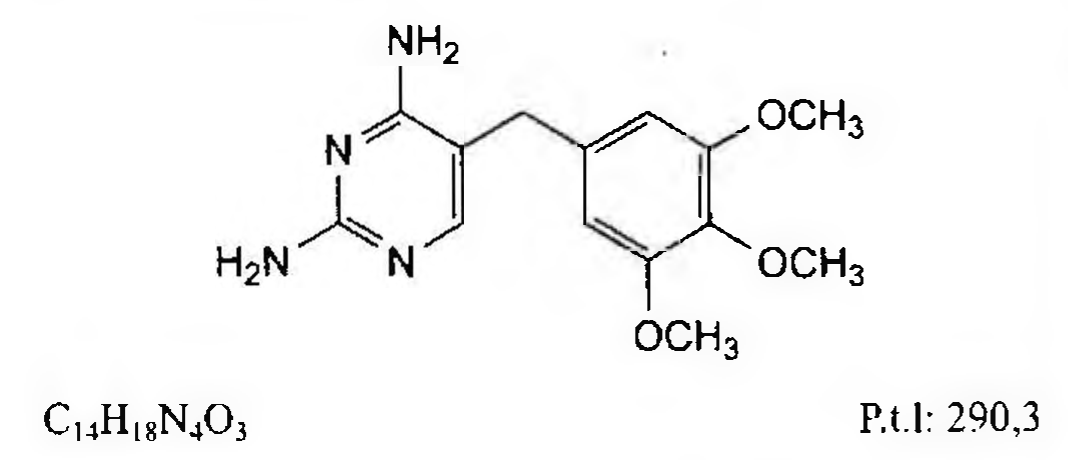 NH₂
N
OCH₃
H₂N
N
OCH₃
OCH₃
C₁₄H₁₈N₄O₃ P.t.l: 290,3